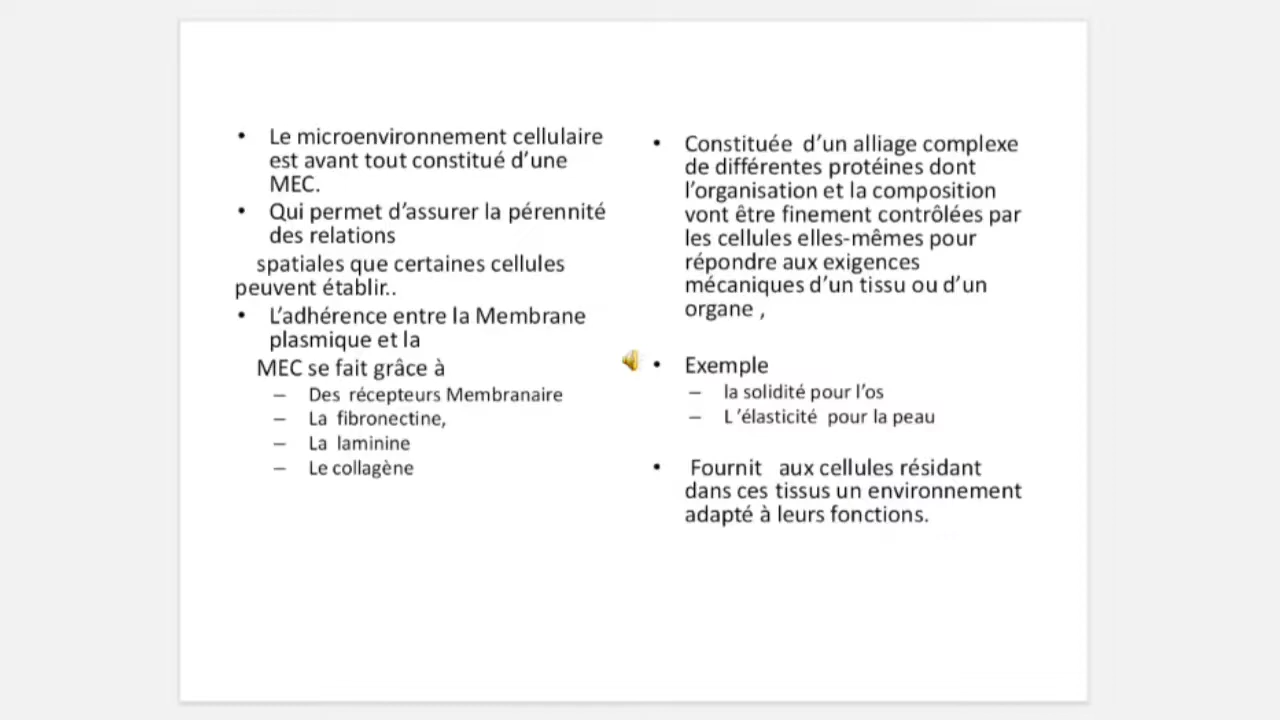 • Le microenvironnement cellulaire
est avant tout constitué d’une
MEC.
• Qui permet d’assurer la pérennité
des relations
spatiales que certaines cellules
peuvent établir..
• L’adhérence entre la Membrane
plasmique et la
MEC se fait grâce à
– Des récepteurs Membranaire
– La fibronectine,
– La laminine
– Le collagène
• Constituée d’un alliage complexe
de différentes protéines dont
l’organisation et la composition
vont être finement contrôlées par
les cellules elles-mêmes pour
répondre aux exigences
mécaniques d’un tissu ou d’un
organe ,
• Exemple
– la solidité pour l’os
– L ’élasticité pour la peau
• Fournit aux cellules résidant
dans ces tissus un environnement
adapté à leurs fonctions.